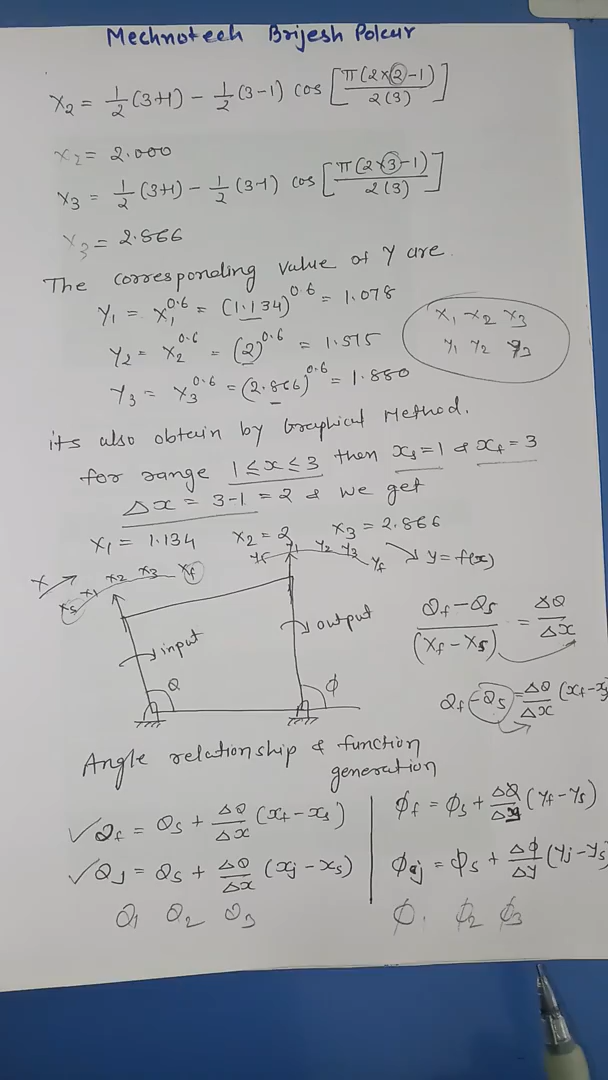 Mechnotech Brijesh Polcur
X2 = 1/2 (3+1) - 1/2 (3-1) cos [π(2×2-1) / 2(3)]
X2 = 2.000
X3 = 1/2 (3+1) - 1/2 (3-1) cos [π(2×3-1) / 2(3)]
X3 = 2.866
The corresponding value of Y are
Y1 = X1^0.6 = (1.134)^0.6 = 1.078
Y2 = X2^0.6 = (2)^0.6 = 1.515
Y3 = X3^0.6 = (2.866)^0.6 = 1.880
X1 X2 X3
Y1 Y2 Y3
its also obtain by Graphical Method.
for range 1 ≤ x ≤ 3 then xs = 1 & xf = 3
Δx = 3-1 = 2 & we get
X1 = 1.134 X2 = 2 X3 = 2.866
X
xs x1 x2 x3 xf
Y1 Y2 Y3 Yf
y = f(x)
input
output
θ
φ
θf - θs / (xf - xs) = Δθ / Δx
θf - θs = Δθ/Δx (xf - xs)
Angle relationship & function
generation
✓ θf = θs + Δθ/Δx (xf - xs)
✓ θj = θs + Δθ/Δx (xj - xs)
θ1 θ2 θ3
φf = φs + (yf - ys)
φj = φs + Δφ/Δy (yj - ys)
φ1 φ2 φ3